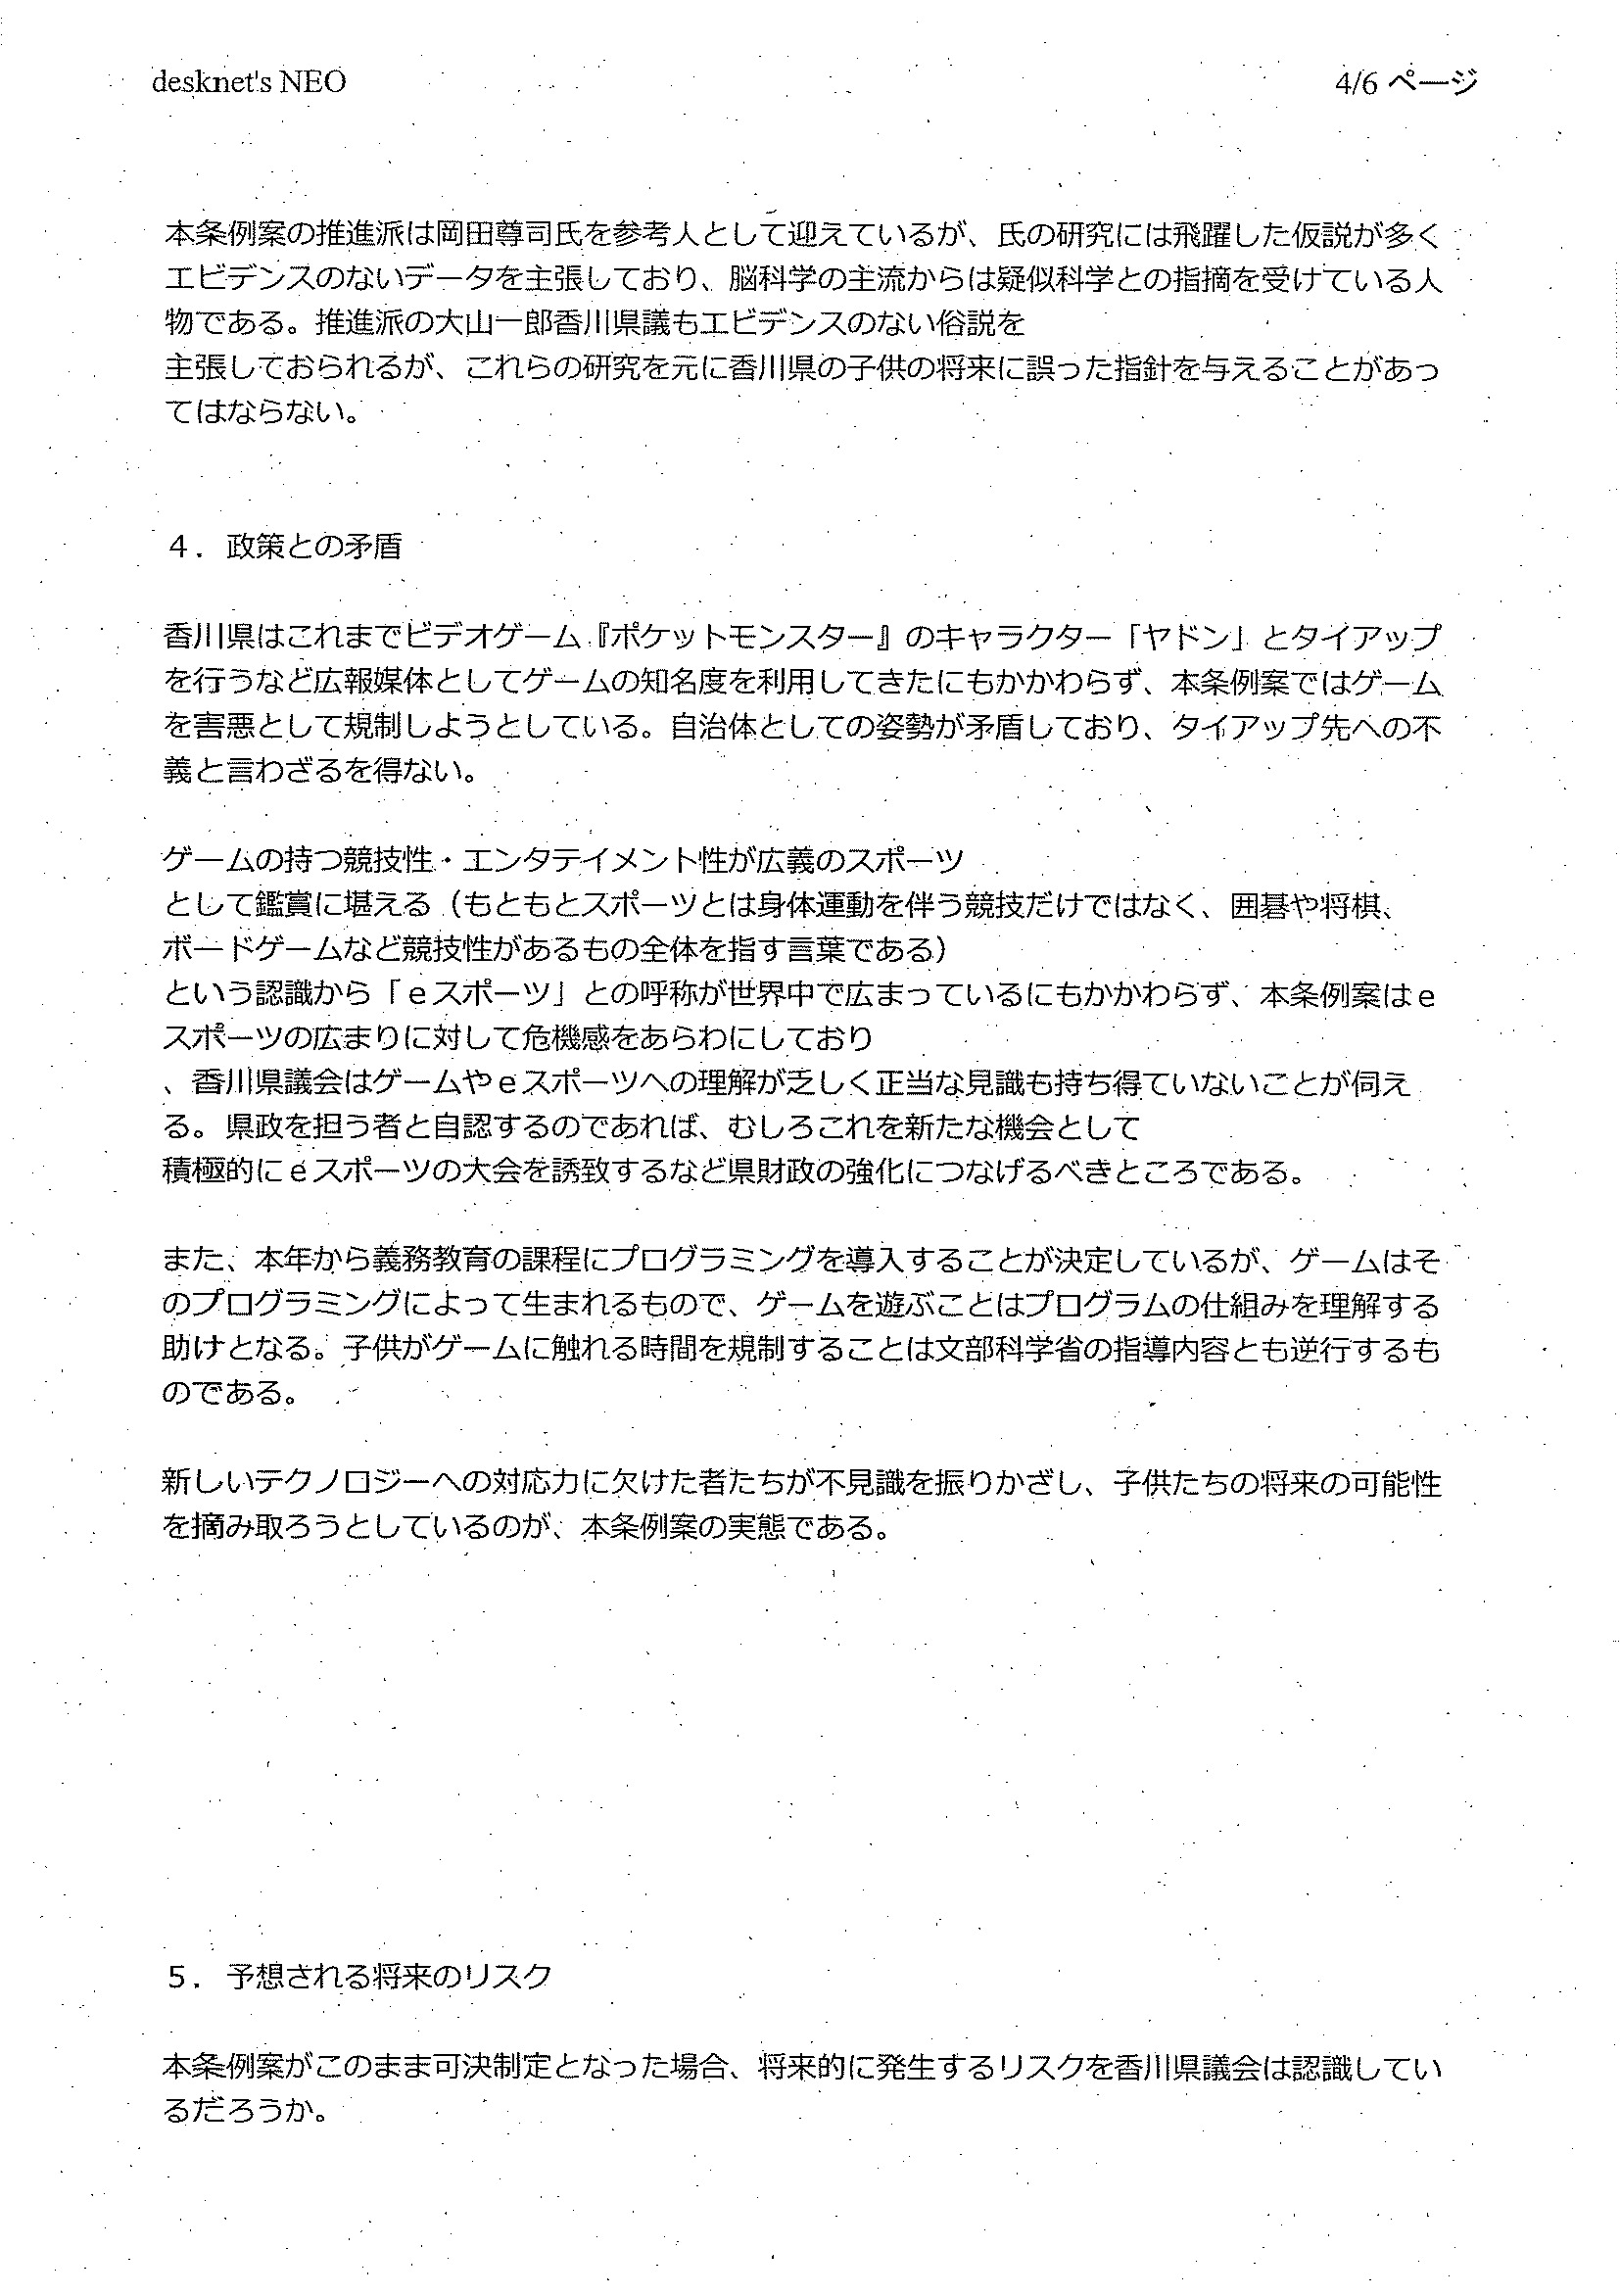 desknet's NEO
4/6 ページ
本条例案の推進派は岡田尊司氏を参考人として迎えているが、氏の研究には飛躍した仮説が多く
エビデンスのないデータを主張しており、脳科学の主流からは疑似科学との指摘を受けている人
物である。推進派の大山一郎香川県議もエビデンスのない俗説を
主張しておられるが、これらの研究を元に香川県の子供の将来に誤った指針を与えることがあっ
てはならない。
４．政策との矛盾
香川県はこれまでビデオゲーム『ポケットモンスター』のキャラクター「ヤドン」とタイアップ
を行うなど広報媒体としてゲームの知名度を利用してきたにもかかわらず、本条例案ではゲーム
を害悪として規制しようとしている。自治体としての姿勢が矛盾しており、タイアップ先への不
義と言わざるを得ない。
ゲームの持つ競技性・エンタテイメント性が広義のスポーツ
として鑑賞に堪える（もともとスポーツとは身体運動を伴う競技だけではなく、囲碁や将棋、
ボードゲームなど競技性があるもの全体を指す言葉である）
という認識から「ｅスポーツ」との呼称が世界中で広まっているにもかかわらず、本条例案はｅ
スポーツの広まりに対して危機感をあらわにしており
、香川県議会はゲームやｅスポーツへの理解が乏しく正当な見識も持ち得ていないことが伺え
る。県政を担う者と自認するのであれば、むしろこれを新たな機会として
積極的にｅスポーツの大会を誘致するなど県財政の強化につなげるべきところである。
また、本年から義務教育の課程にプログラミングを導入することが決定しているが、ゲームはそ
のプログラミングによって生まれるもので、ゲームを遊ぶことはプログラムの仕組みを理解する
助けとなる。子供がゲームに触れる時間を規制することは文部科学省の指導内容とも逆行するも
のである。
新しいテクノロジーへの対応力に欠けた者たちが不見識を振りかざし、子供たちの将来の可能性
を摘み取ろうとしているのが、本条例案の実態である。
５．予想される将来のリスク
本条例案がこのまま可決制定となった場合、将来的に発生するリスクを香川県議会は認識してい
るだろうか。